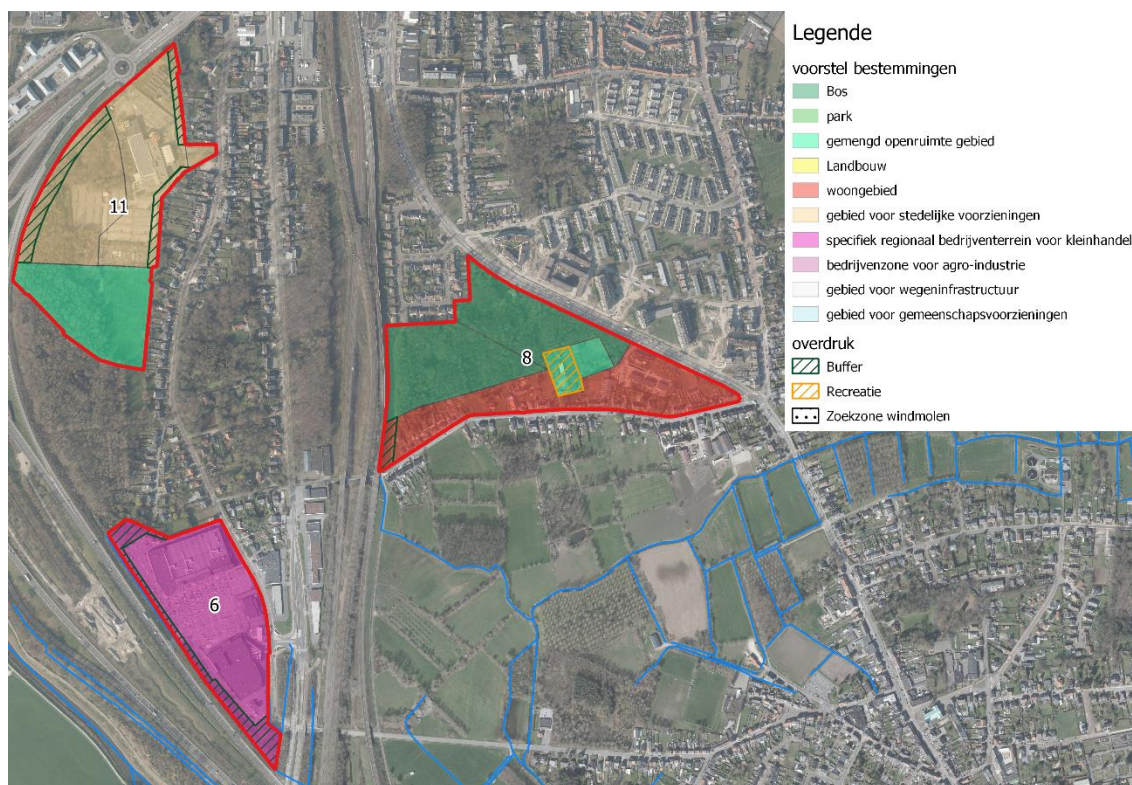 Legende
voorstel bestemmingen
Bos
park
gemengd openruimte gebied
Landbouw
woongebied
gebied voor stedelijke voorzieningen
specifiek regionaal bedrijventerrein voor kleinhandel
bedrijvenzone voor agro-industrie
gebied voor wegeninfrastructuur
gebied voor gemeenschapsvoorzieningen
overdruk
Buffer
Recreatie
Zoekzone windmolen
11
8
6